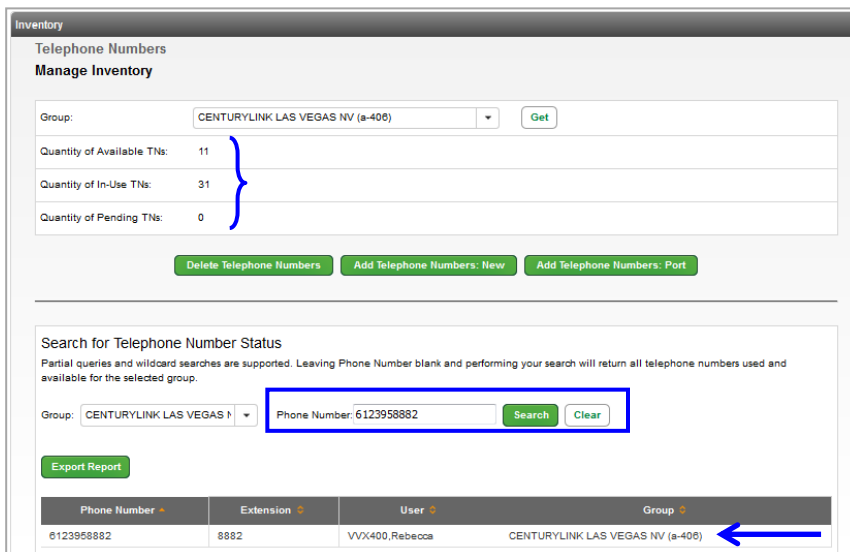 Inventory
Telephone Numbers
Manage Inventory
Group: CENTURYLINK LAS VEGAS NV (a-406) Get
Quantity of Available TNs: 11
Quantity of In-Use TNs: 31
Quantity of Pending TNs: 0
Delete Telephone Numbers Add Telephone Numbers: New Add Telephone Numbers: Port
Search for Telephone Number Status
Partial queries and wildcard searches are supported. Leaving Phone Number blank and performing your search will return all telephone numbers used and
available for the selected group.
Group: CENTURYLINK LAS VEGAS N Phone Number: 6123958882 Search Clear
Export Report
Phone Number Extension User Group
6123958882 8882 VVX400,Rebecca CENTURYLINK LAS VEGAS NV (a-406)